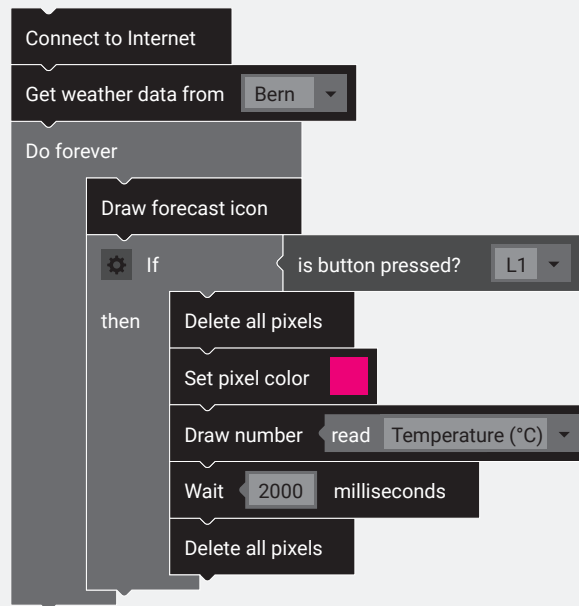 Connect to Internet
Get weather data from Bern
Do forever
Draw forecast icon
If is button pressed? L1
then Delete all pixels
Set pixel color
Draw number read Temperature (°C)
Wait 2000 milliseconds
Delete all pixels